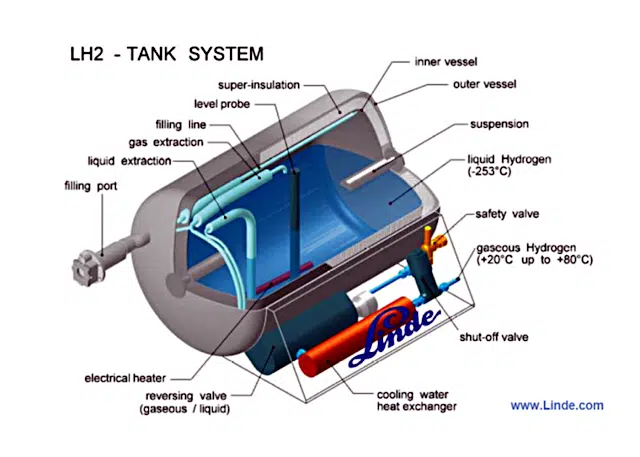 LH2 - TANK SYSTEM
inner vessel
super-insulation
outer vessel
level probe
filling line
suspension
gas extraction
liquid extraction
liquid Hydrogen
(-253°C)
filling port
safety valve
gaseous Hydrogen
(+20°C up to +80°C)
Linde
shut-off valve
electrical heater
reversing valve
(gaseous / liquid)
cooling water
heat exchanger
www.Linde.com